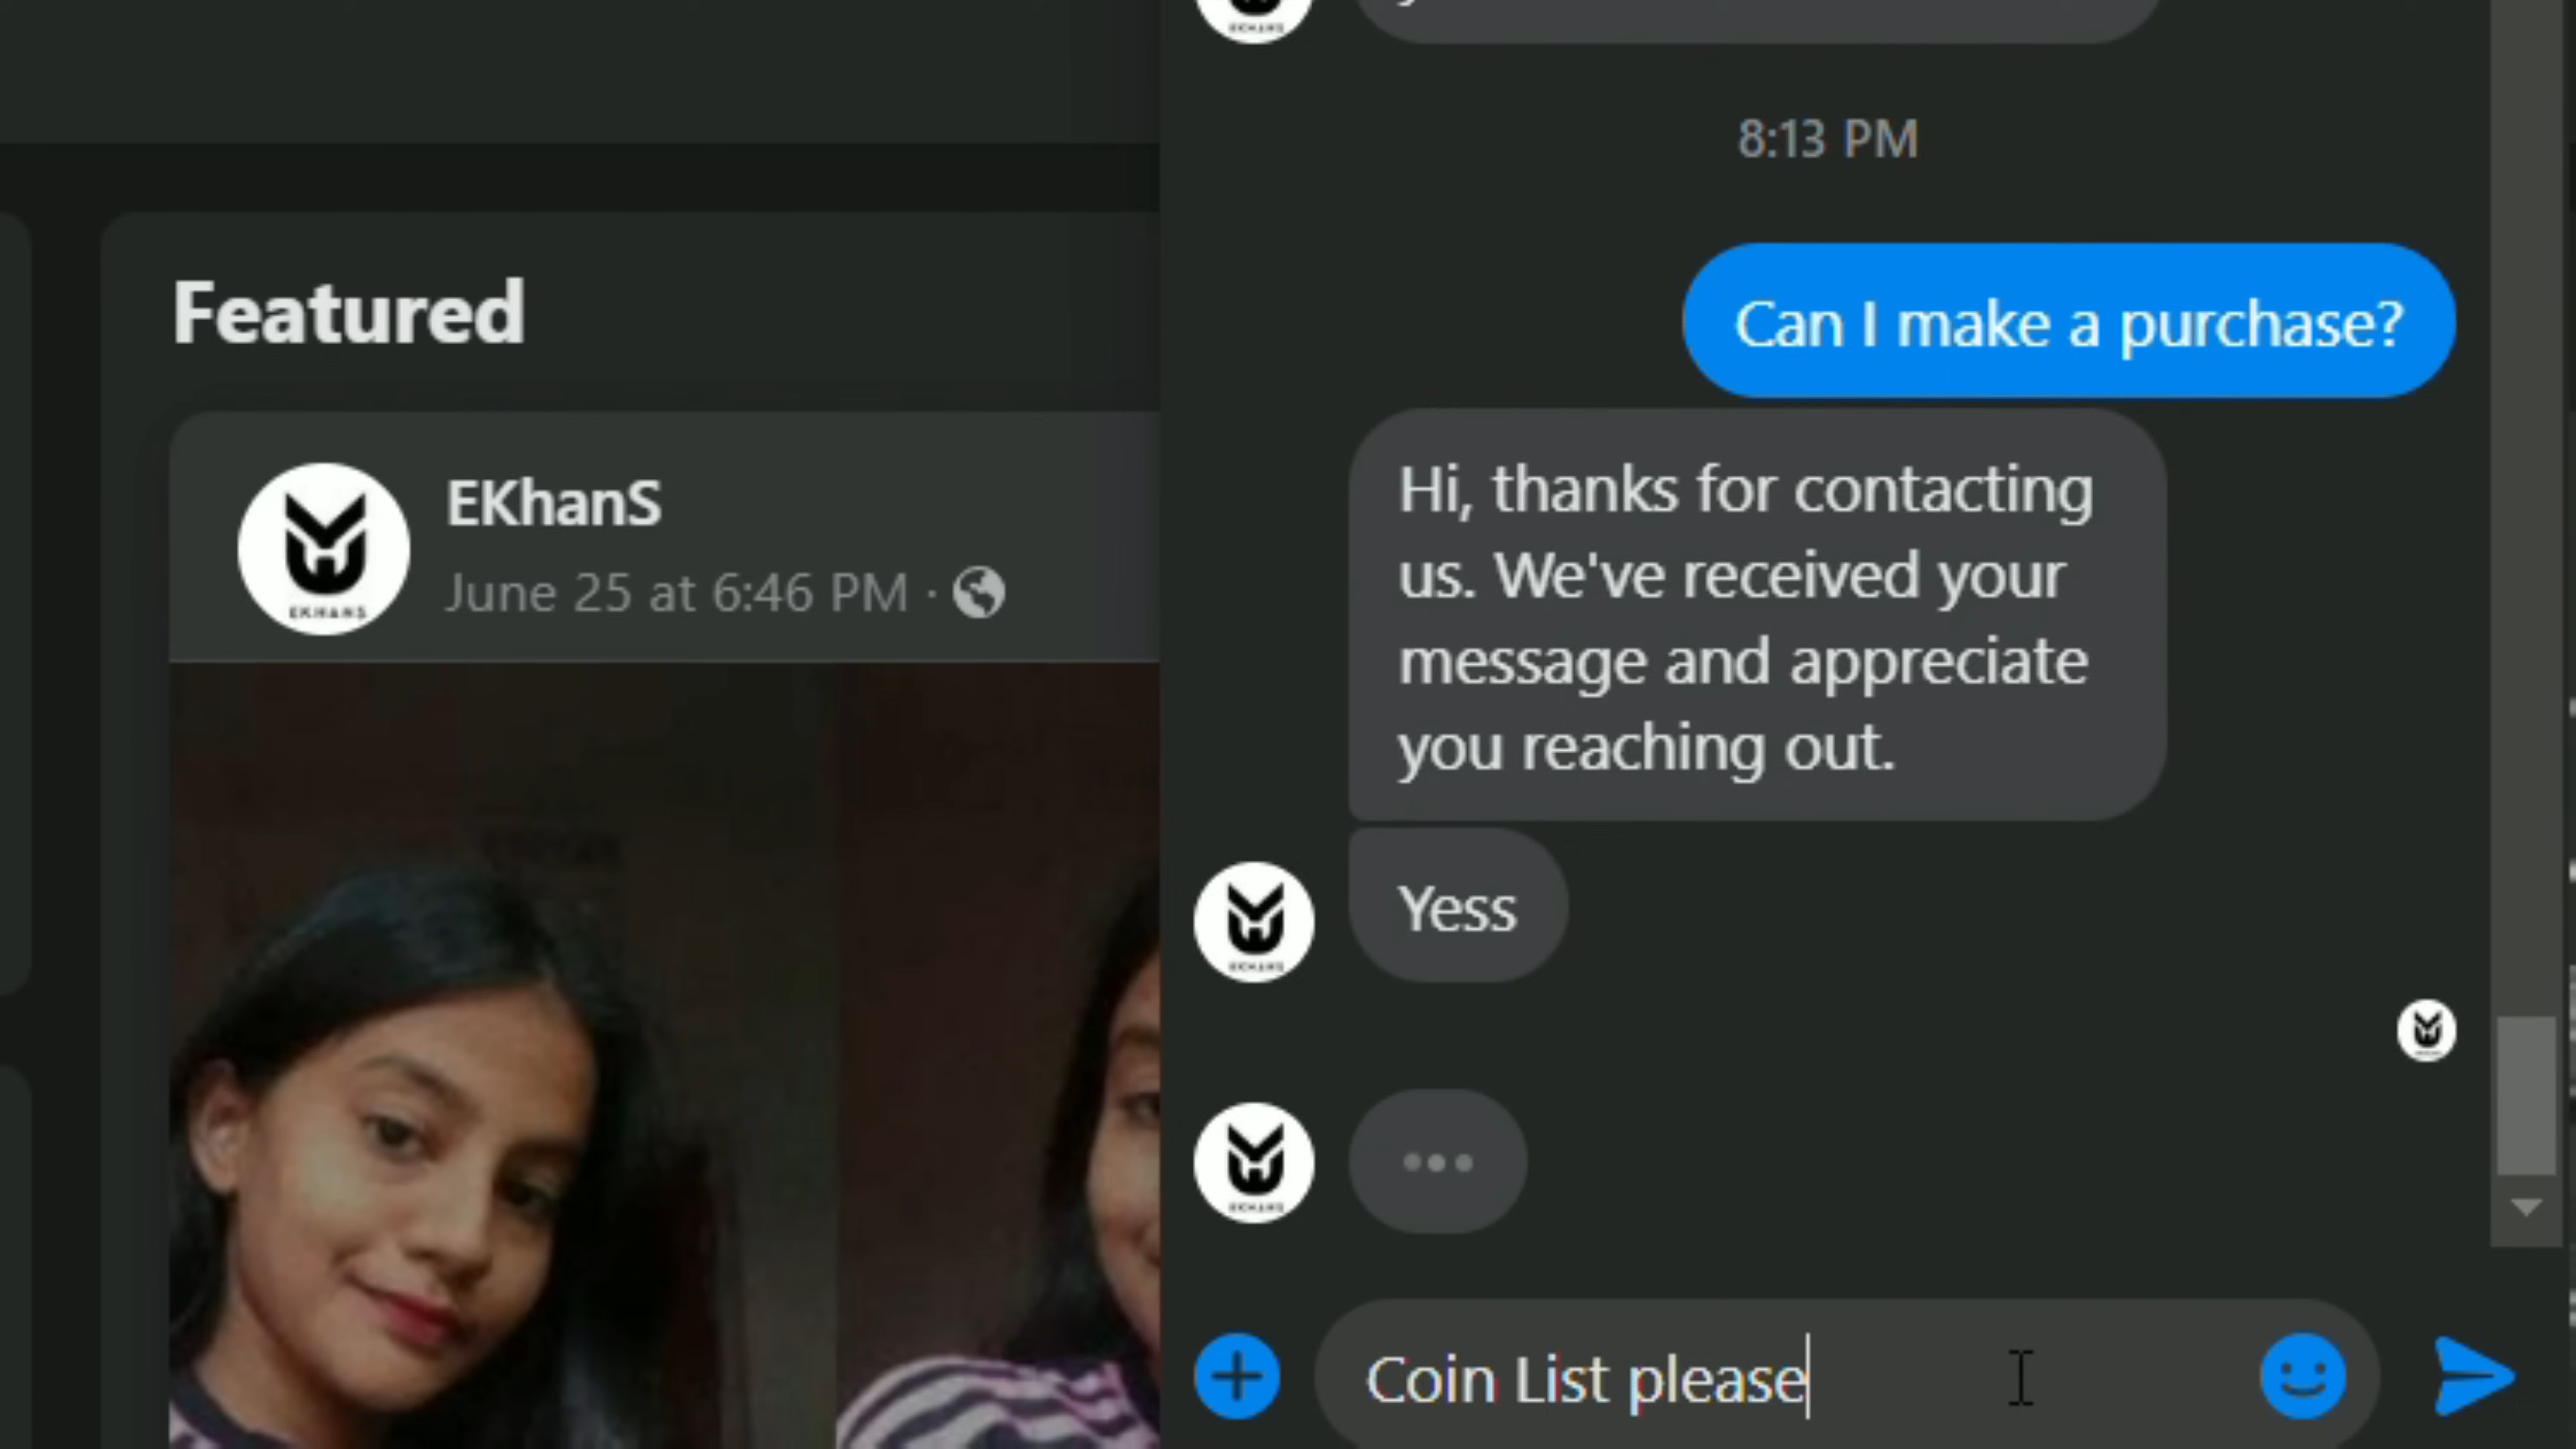 Featured
EKhanS
June 25 at 6:46 PM ·
EKHANS
8:13 PM
Can I make a purchase?
Hi, thanks for contacting
us. We've received your
message and appreciate
you reaching out.
Yess
Coin List please